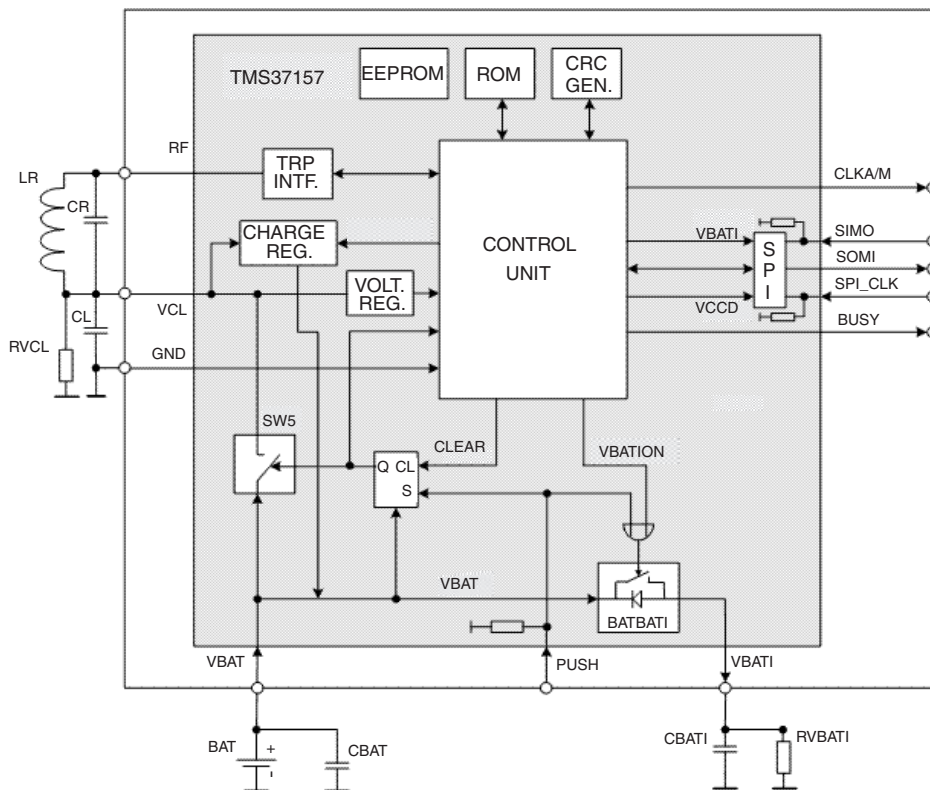 TMS37157
EEPROM
ROM
CRC
GEN.
RF
TRP
INTF.
LR
CR
CLKA/M
CHARGE
REG.
CONTROL
UNIT
VBATI
S
P
I
SIMO
SOMI
SPI_CLK
VOLT.
REG.
VCL
CL
VCCD
BUSY
RVCL
GND
SW5
CLEAR
VBATION
Q CL
S
VBAT
BATBATI
VBAT
PUSH
VBATI
BAT
+
-
CBAT
CBATI
RVBATI